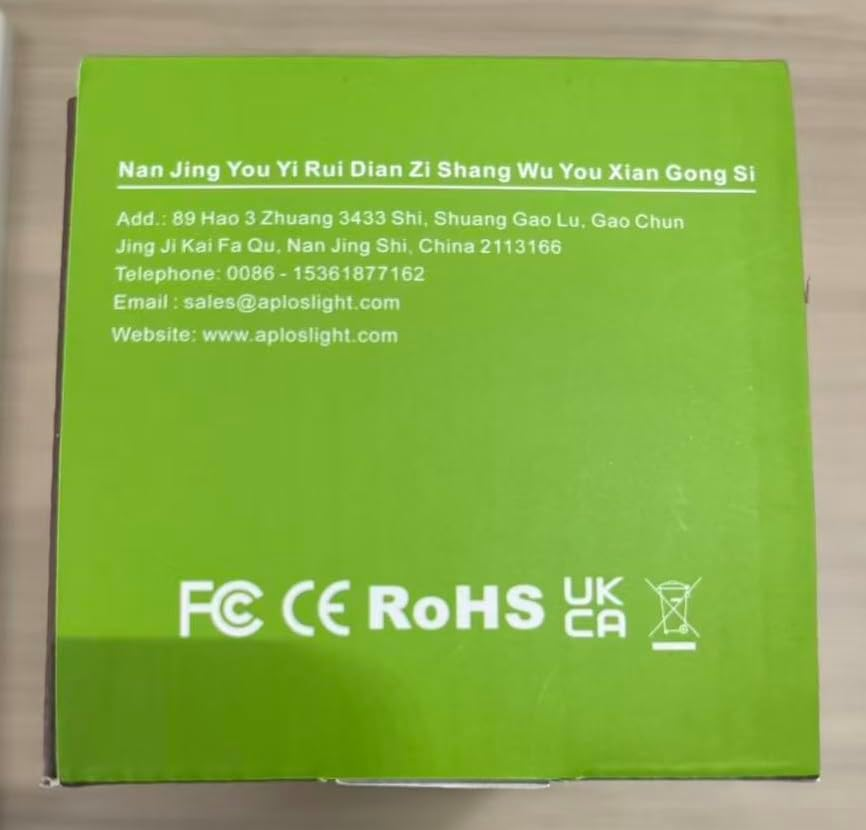 Nan Jing You Yi Rui Dian Zi Shang Wu You Xian Gong Si
Add.: 89 Hao 3 Zhuang 3433 Shi, Shuang Gao Lu, Gao Chun
Jing Ji Kai Fa Qu, Nan Jing Shi, China 2113166
Telephone: 0086 - 15361877162
Email : sales@aploslight.com
Website: www.aploslight.com
FC CE RoHS UK CA